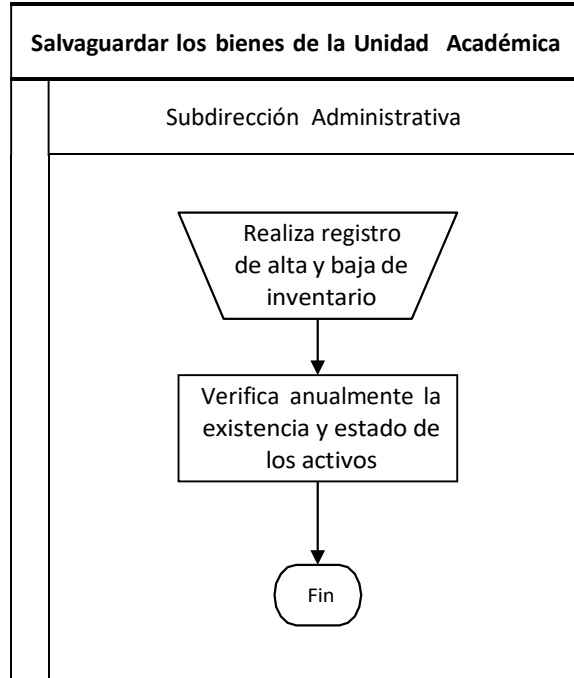 Salvaguardar los bienes de la Unidad Académica
Subdirección Administrativa
Realiza registro
de alta y baja de
inventario
Verifica anualmente la
existencia y estado de
los activos
Fin